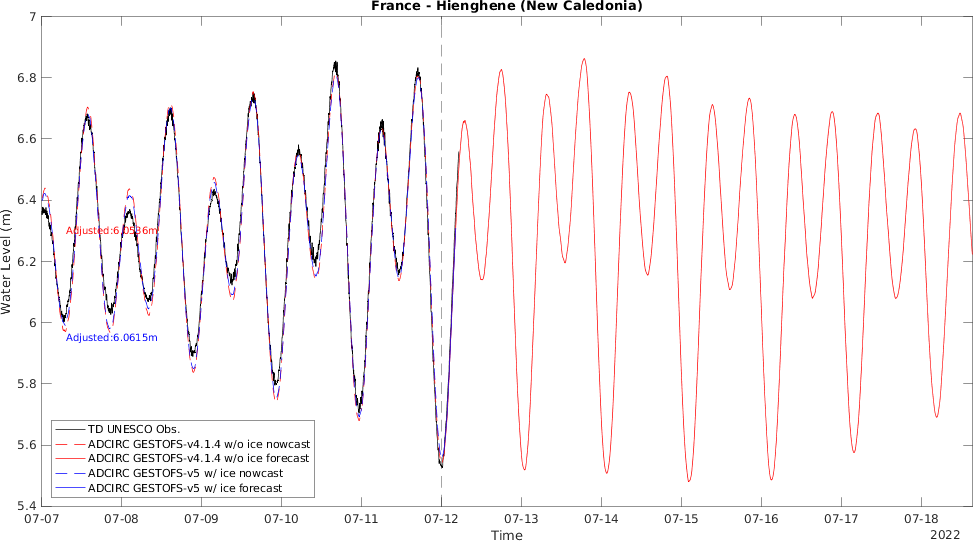 France - Hienghene (New Caledonia)
Water Level (m)
7
6.8
6.6
6.4
6.2
6
5.8
5.6
5.4
Adjusted:6.0536m
Adjusted:6.0615m
TD UNESCO Obs.
ADCIRC GESTOFS-v4.1.4 w/o ice nowcast
ADCIRC GESTOFS-v4.1.4 w/o ice forecast
ADCIRC GESTOFS-v5 w/ ice nowcast
ADCIRC GESTOFS-v5 w/ ice forecast
07-07 07-08 07-09 07-10 07-11 07-12 07-13 07-14 07-15 07-16 07-17 07-18
Time
2022